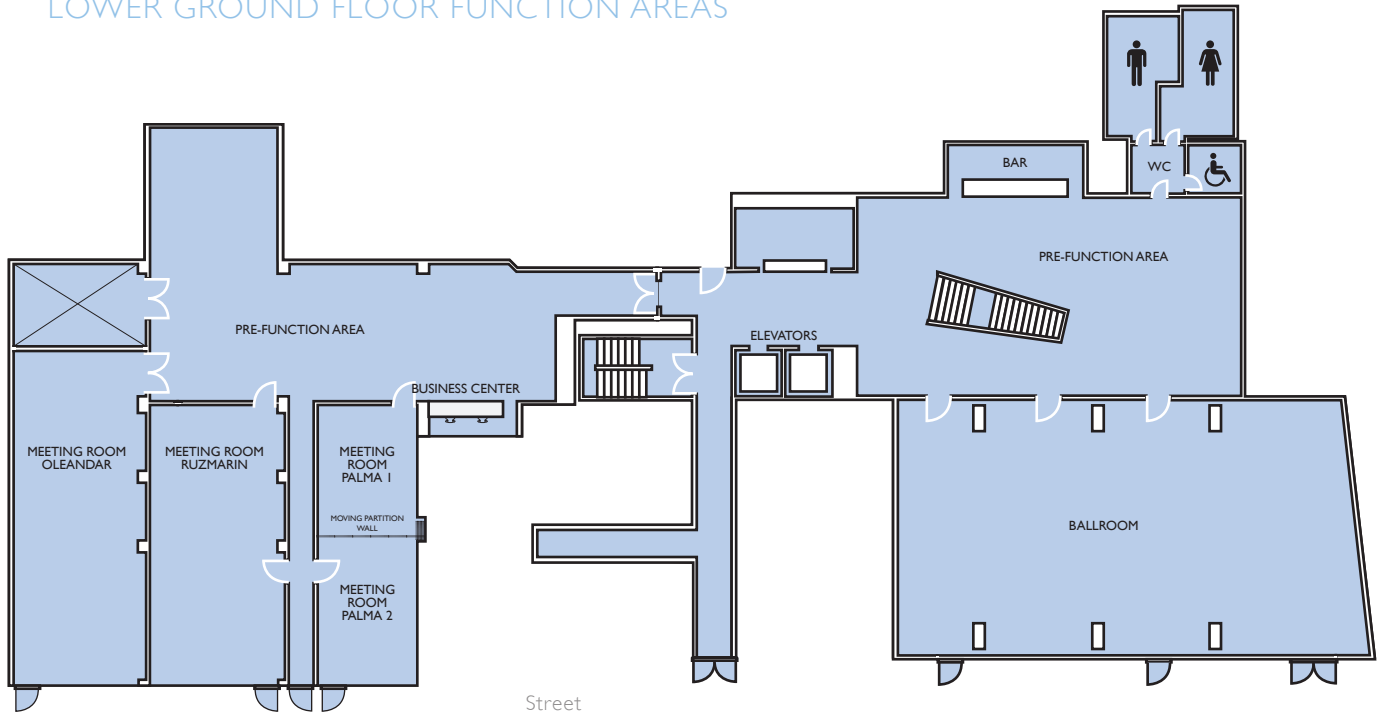 LOWER GROUND FLOOR FUNCTION AREAS
BAR
WC
PRE-FUNCTION AREA
PRE-FUNCTION AREA
ELEVATORS
BUSINESS CENTER
MEETING ROOM
OLEANDAR
MEETING ROOM
RUZMARIN
MEETING
ROOM
PALMA 1
MOVING PARTITION
WALL
BALLROOM
MEETING
ROOM
PALMA 2
Street